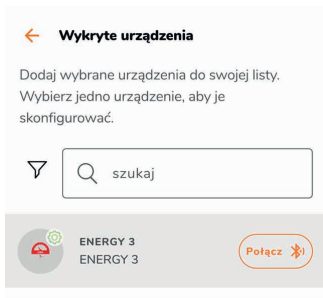 Wykryte urządzenia
Dodaj wybrane urządzenia do swojej listy.
Wybierz jedno urządzenie, aby je
skonfigurować.
szukaj
ENERGY 3
ENERGY 3
Połącz